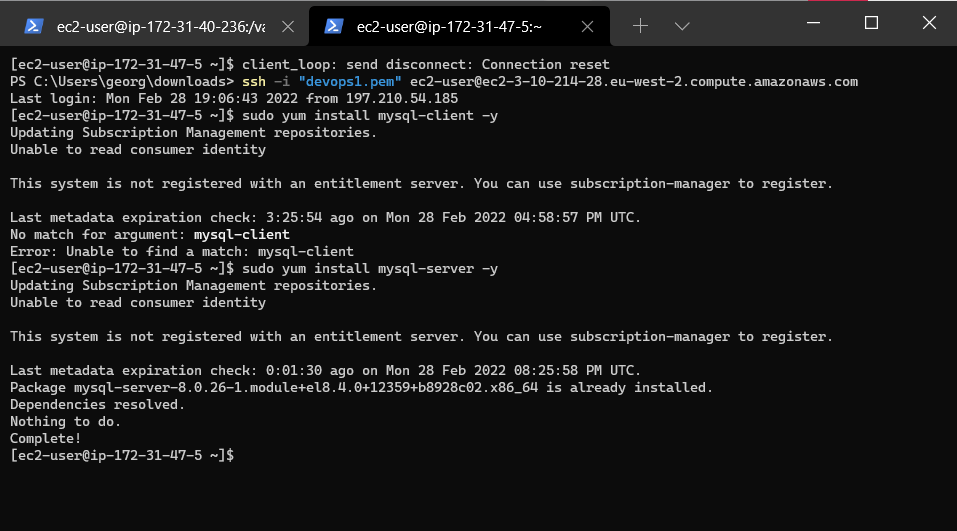 ec2-user@ip-172-31-40-236:/va
ec2-user@ip-172-31-47-5:~
[ec2-user@ip-172-31-47-5 ~]$ client_loop: send disconnect: Connection reset
PS C:\Users\georg\downloads> ssh -i "devops1.pem" ec2-user@ec2-3-10-214-28.eu-west-2.compute.amazonaws.com
Last login: Mon Feb 28 19:06:43 2022 from 197.210.54.185
[ec2-user@ip-172-31-47-5 ~]$ sudo yum install mysql-client -y
Updating Subscription Management repositories.
Unable to read consumer identity
This system is not registered with an entitlement server. You can use subscription-manager to register.
Last metadata expiration check: 3:25:54 ago on Mon 28 Feb 2022 04:58:57 PM UTC.
No match for argument: mysql-client
Error: Unable to find a match: mysql-client
[ec2-user@ip-172-31-47-5 ~]$ sudo yum install mysql-server -y
Updating Subscription Management repositories.
Unable to read consumer identity
This system is not registered with an entitlement server. You can use subscription-manager to register.
Last metadata expiration check: 0:01:30 ago on Mon 28 Feb 2022 08:25:58 PM UTC.
Package mysql-server-8.0.26-1.module+el8.4.0+12359+b8928c02.x86_64 is already installed.
Dependencies resolved.
Nothing to do.
Complete!
[ec2-user@ip-172-31-47-5 ~]$